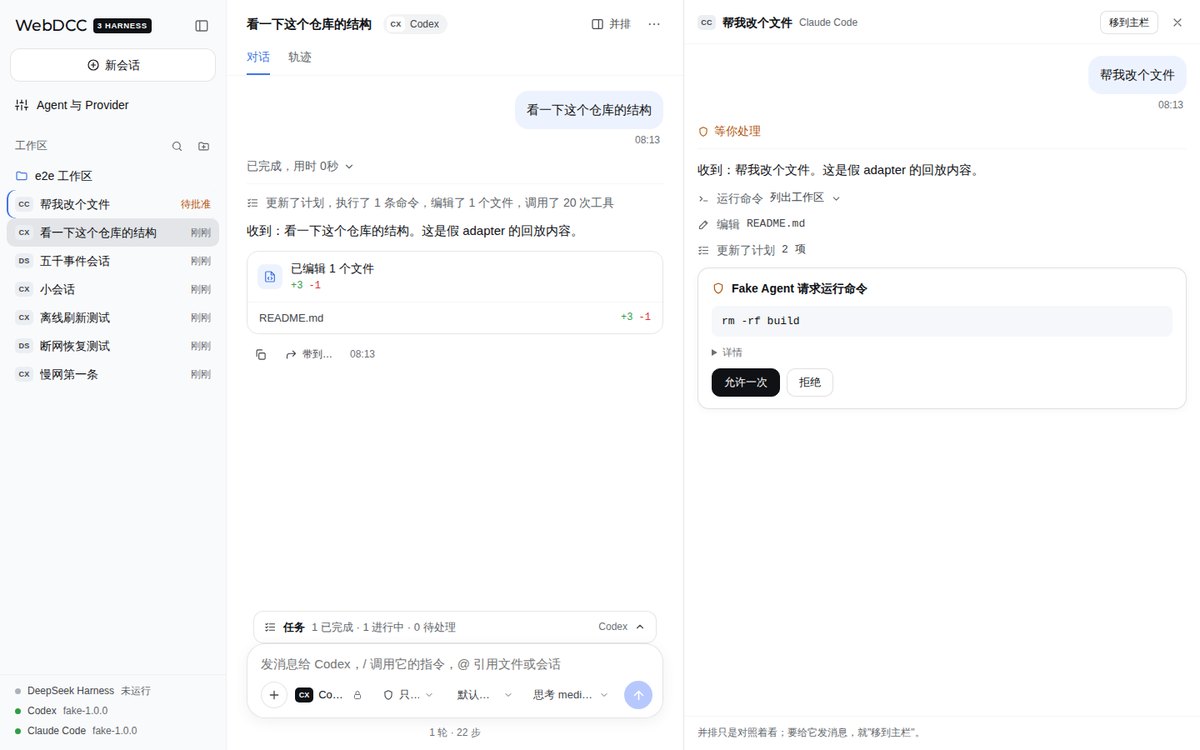 WebDCC 3 HARNESS
新会话
Agent 与 Provider
工作区
e2e 工作区
CC 帮我改个文件 待批准
CX 看一下这个仓库的结构 刚刚
DS 五千事件会话 刚刚
CX 小会话 刚刚
CX 离线刷新测试 刚刚
DS 断网恢复测试 刚刚
CX 慢网第一条 刚刚
DeepSeek Harness 未运行
Codex fake-1.0.0
Claude Code fake-1.0.0
看一下这个仓库的结构 CX Codex 并排 ···
对话 轨迹
看一下这个仓库的结构
08:13
已完成，用时 0秒
更新了计划，执行了 1 条命令，编辑了 1 个文件，调用了 20 次工具
收到：看一下这个仓库的结构。这是假 adapter 的回放内容。
已编辑 1 个文件
+3 -1
README.md +3 -1
带到… 08:13
任务 1 已完成 · 1 进行中 · 0 待处理 Codex
发消息给 Codex，/ 调用它的指令，@ 引用文件或会话
CX Co… 只… 默认… 思考 medi…
1 轮 · 22 步
CC 帮我改个文件 Claude Code 移到主栏
帮我改个文件
08:13
等你处理
收到：帮我改个文件。这是假 adapter 的回放内容。
运行命令 列出工作区
编辑 README.md
更新了计划 2 项
Fake Agent 请求运行命令
rm -rf build
详情
允许一次 拒绝
并排只是对照着看；要给它发消息，就"移到主栏"。